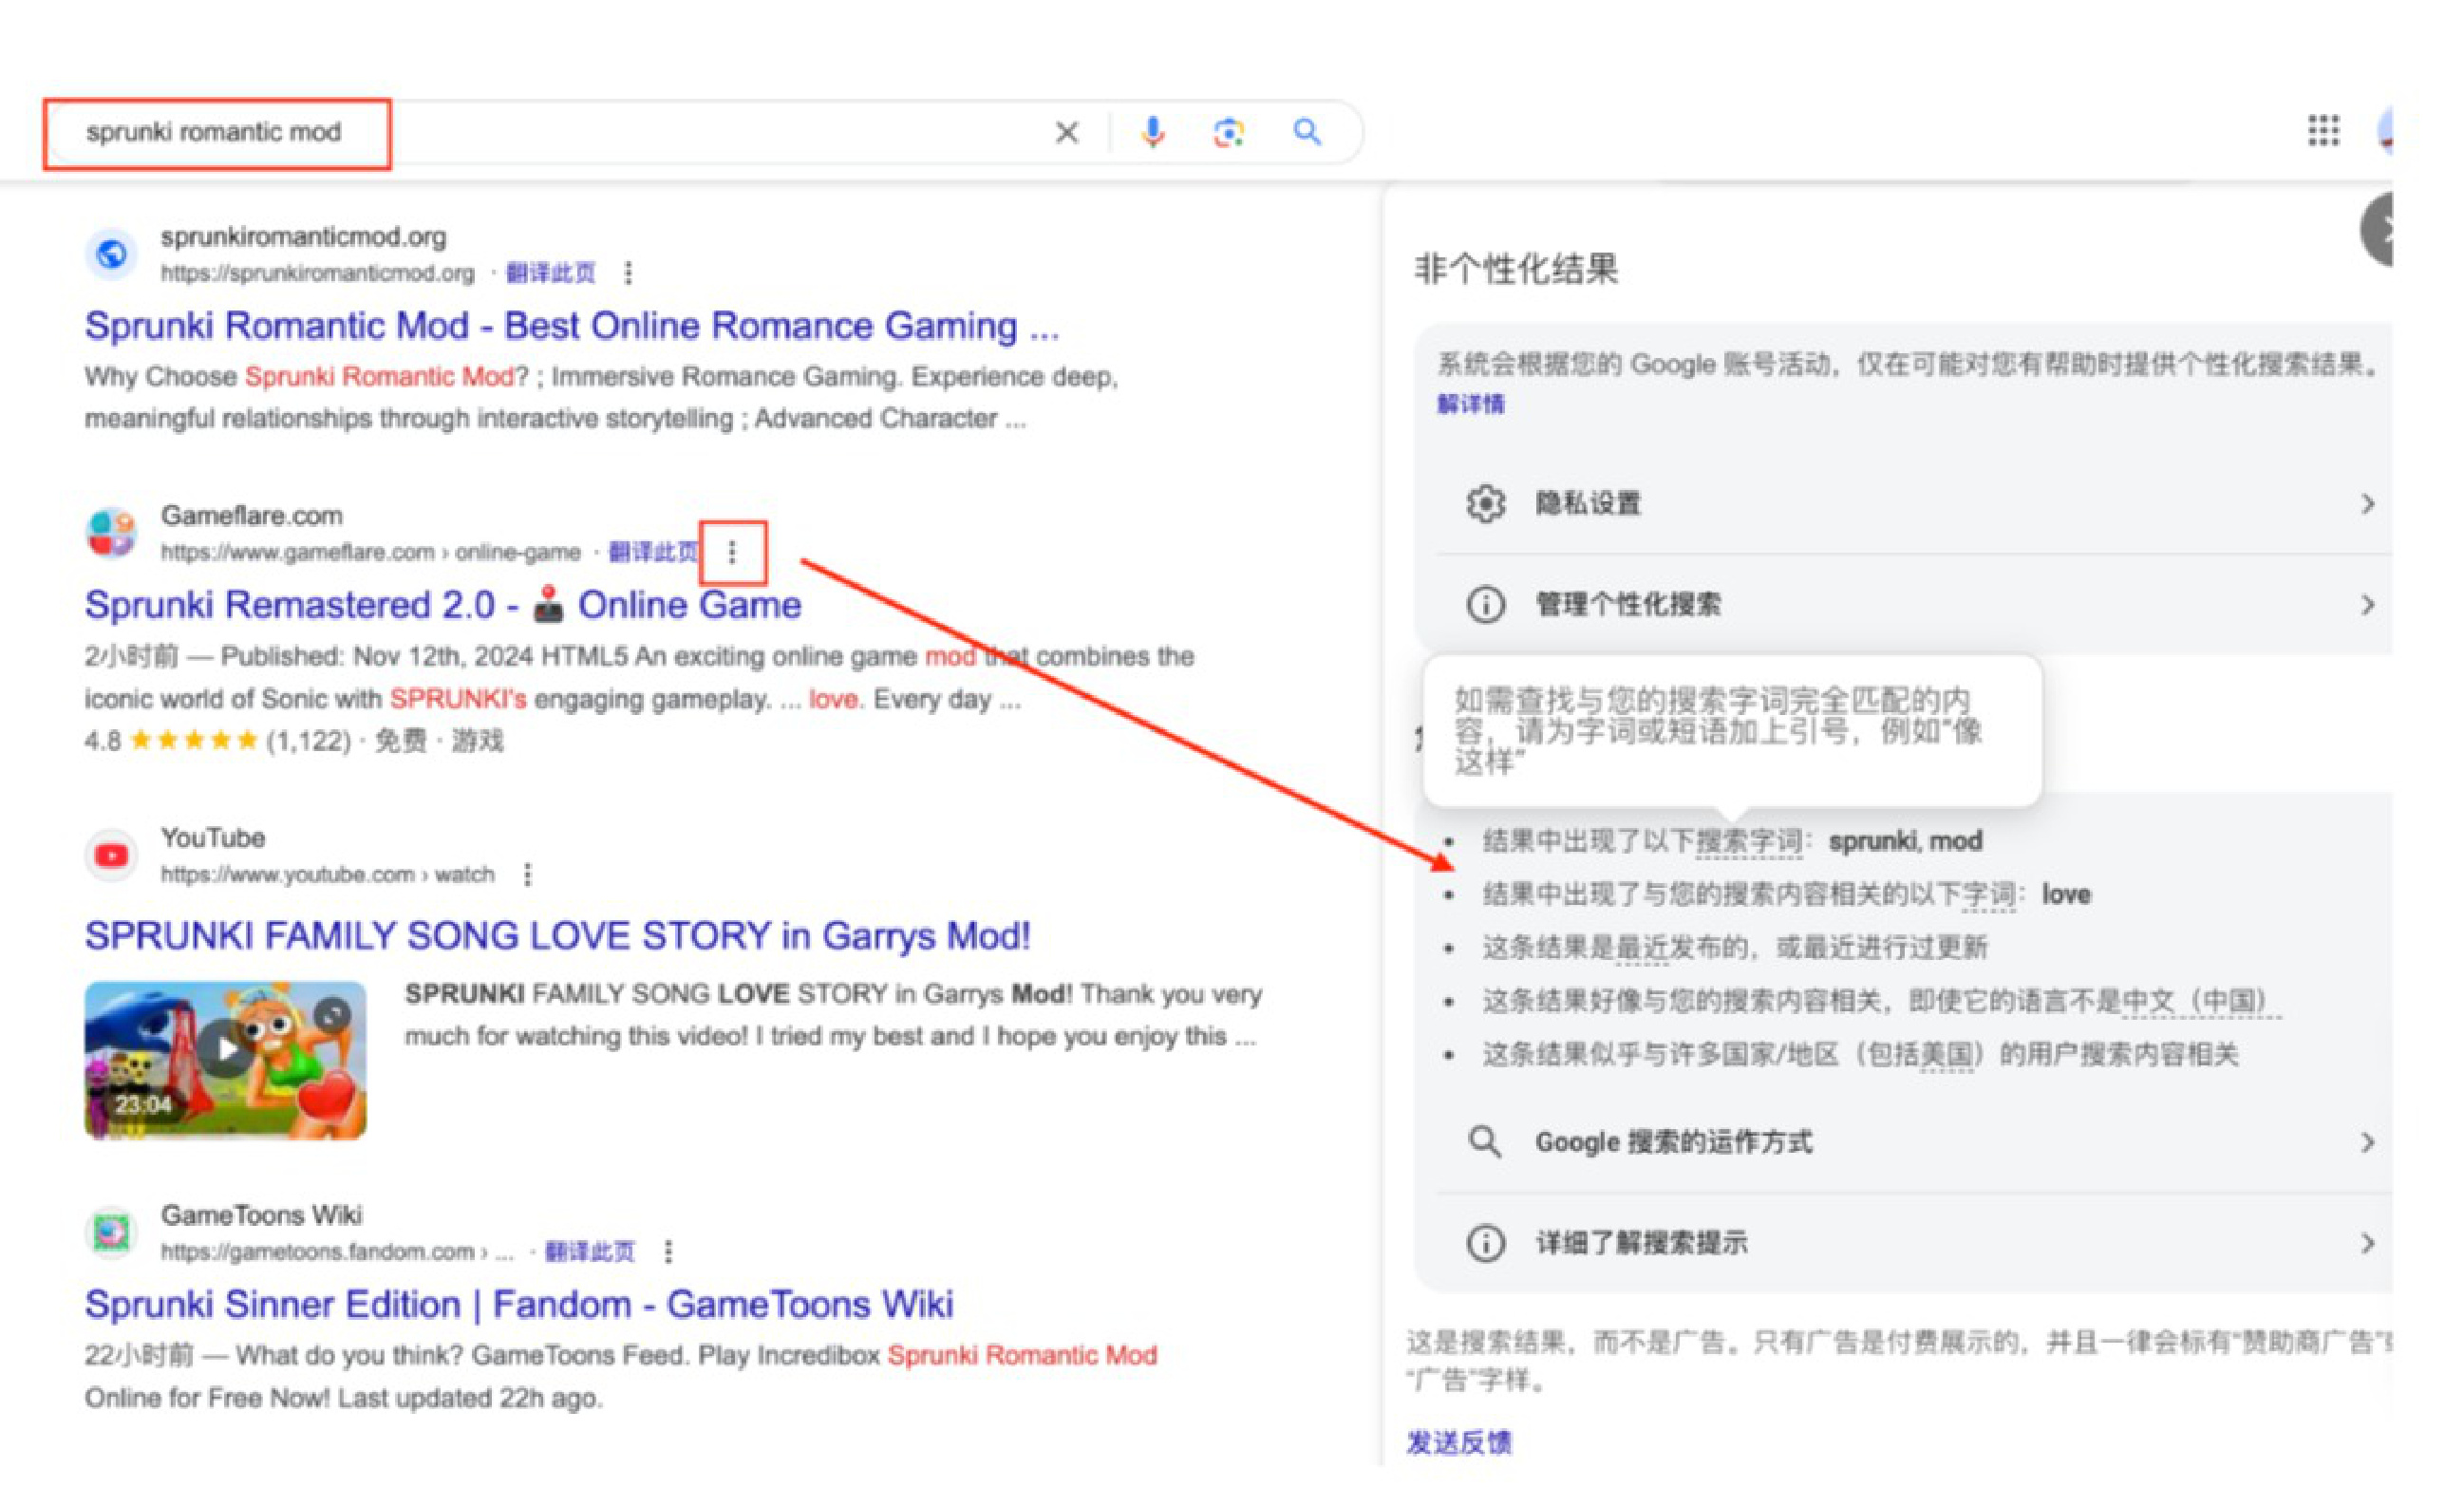 sprunki romantic mod
sprunkiromanticmod.org
https://sprunkiromanticmod.org · 翻译此页
Sprunki Romantic Mod - Best Online Romance Gaming ...
Why Choose Sprunki Romantic Mod? ; Immersive Romance Gaming. Experience deep,
meaningful relationships through interactive storytelling ; Advanced Character ...
Gameflare.com
https://www.gameflare.com › online-game · 翻译此页
Sprunki Remastered 2.0 - 🕹️ Online Game
2小时前 — Published: Nov 12th, 2024 HTML5 An exciting online game mod that combines the
iconic world of Sonic with SPRUNKI's engaging gameplay. ... love. Every day ...
4.8 ★★★★★ (1,122) · 免费 · 游戏
YouTube
https://www.youtube.com › watch
SPRUNKI FAMILY SONG LOVE STORY in Garrys Mod!
SPRUNKI FAMILY SONG LOVE STORY in Garrys Mod! Thank you very
much for watching this video! I tried my best and I hope you enjoy this ...
23:04
GameToons Wiki
https://gametoons.fandom.com › ... · 翻译此页
Sprunki Sinner Edition | Fandom - GameToons Wiki
22小时前 — What do you think? GameToons Feed. Play Incredibox Sprunki Romantic Mod
Online for Free Now! Last updated 22h ago.
非个性化结果
系统会根据您的 Google 账号活动，仅在可能对您有帮助时提供个性化搜索结果。
解详情
隐私设置
管理个性化搜索
如需查找与您的搜索字词完全匹配的内
容，请为字词或短语加上引号，例如“像
这样”
• 结果中出现了以下搜索字词：sprunki, mod
• 结果中出现了与您的搜索内容相关的以下字词：love
• 这条结果是最近发布的，或最近进行过更新
• 这条结果好像与您的搜索内容相关，即使它的语言不是中文（中国）
• 这条结果似乎与许多国家/地区（包括美国）的用户搜索内容相关
Google 搜索的运作方式
详细了解搜索提示
这是搜索结果，而不是广告。只有广告是付费展示的，并且一律会标有“赞助商广告”
“广告”字样。
发送反馈